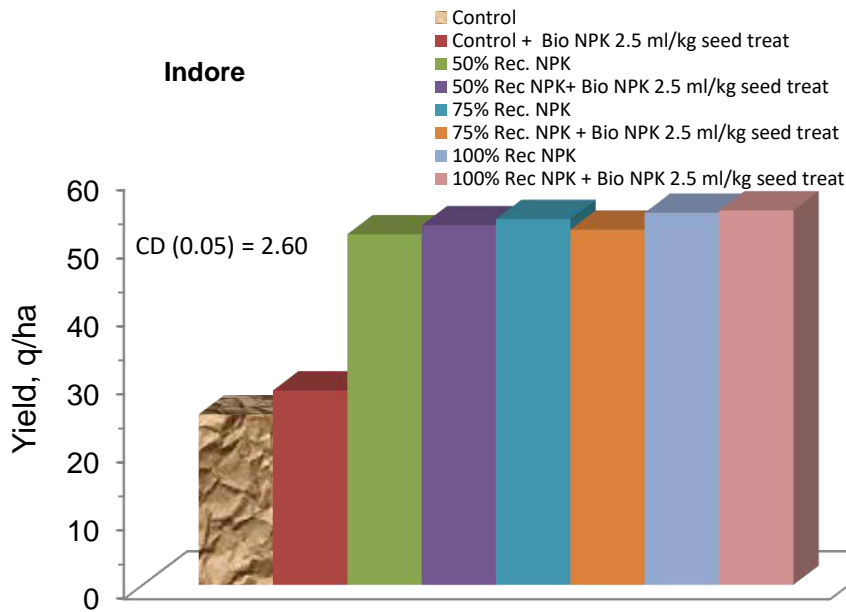 Control
Control + Bio NPK 2.5 ml/kg seed treat
Indore
50% Rec. NPK
50% Rec NPK+ Bio NPK 2.5 ml/kg seed treat
75% Rec. NPK
75% Rec. NPK + Bio NPK 2.5 ml/kg seed treat
100% Rec NPK
100% Rec NPK + Bio NPK 2.5 ml/kg seed treat
CD (0.05) = 2.60
Yield, q/ha
60
50
40
30
20
10
0